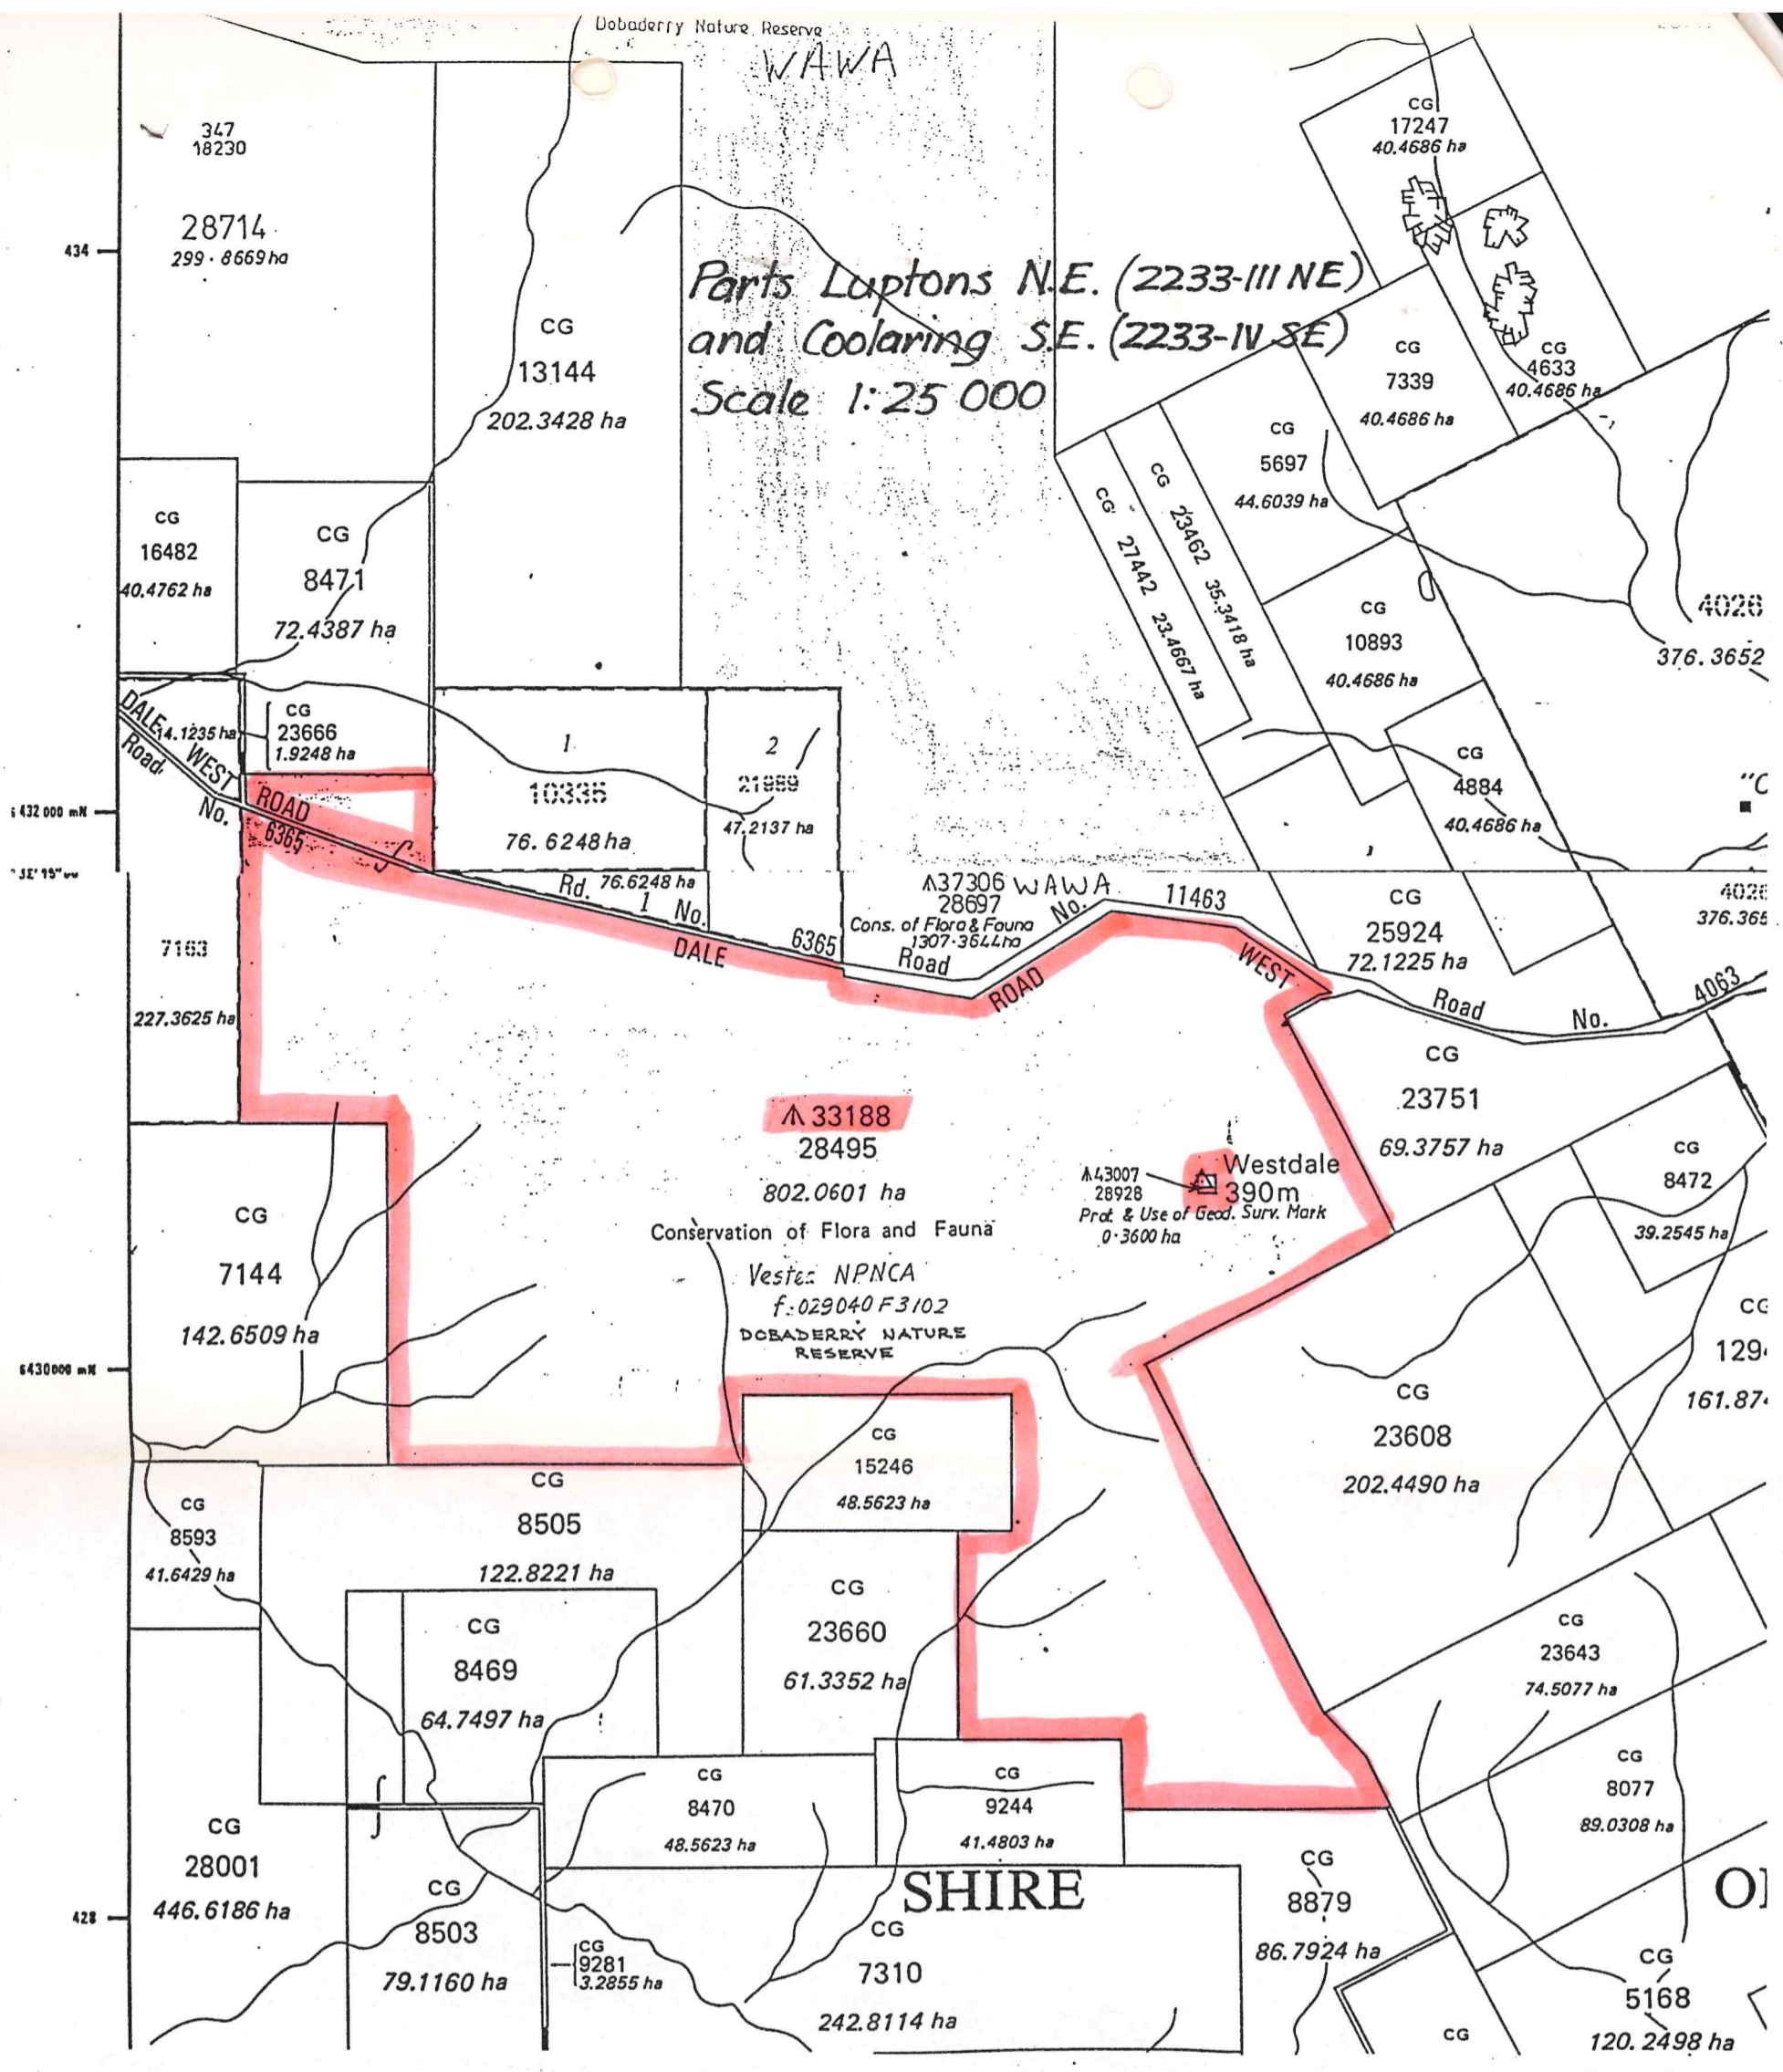 Dobaderry Nature Reserve
WAWA
347
18230
28714
299·8669 ha
434
CG
13144
202.3428 ha
Parts Luptons N.E. (2233-III NE)
and Coolaring S.E. (2233-IV SE)
Scale 1:25 000
CG
17247
40.4686 ha
CG
4633
40.4686 ha
CG
7339
40.4686 ha
CG
5697
44.6039 ha
CG 23462 35.3418 ha
CG 27442 23.4667 ha
CG
16482
40.4762 ha
CG
8471
72.4387 ha
CG
10893
40.4686 ha
4026
376.3652
DALE WEST ROAD
Road No. 6365
14.1235 ha
CG
23666
1.9248 ha
1
10335
76.6248 ha
2
21989
47.2137 ha
CG
4884
40.4686 ha
"C
6432000 mN
Rd. 76.6248 ha
1 No. 6365
DALE
37306 WAWA
28697
Cons. of Flora & Fauna
1307·3644 ha
Road No. 11463
ROAD WEST
CG
25924
72.1225 ha
4026
376.365
Road No. 4063
7163
227.3625 ha
CG
23751
69.3757 ha
33188
28495
802.0601 ha
Conservation of Flora and Fauna
NPNCA
f:029040 F3102
DOBADERRY NATURE
RESERVE
43007
28928
Westdale
390m
Prot. & Use of Geod. Surv. Mark
0·3600 ha
CG
8472
39.2545 ha
CG
7144
142.6509 ha
6430000 mN
CG
129
161.87
CG
23608
202.4490 ha
CG
15246
48.5623 ha
CG
8593
41.6429 ha
CG
8505
122.8221 ha
CG
23660
61.3352 ha
CG
8469
64.7497 ha
CG
23643
74.5077 ha
CG
8077
89.0308 ha
CG
8470
48.5623 ha
CG
9244
41.4803 ha
CG
28001
446.6186 ha
428
CG
8503
79.1160 ha
CG
9281
3.2855 ha
SHIRE
CG
7310
242.8114 ha
CG
8879
86.7924 ha
CG
CG
5168
120.2498 ha